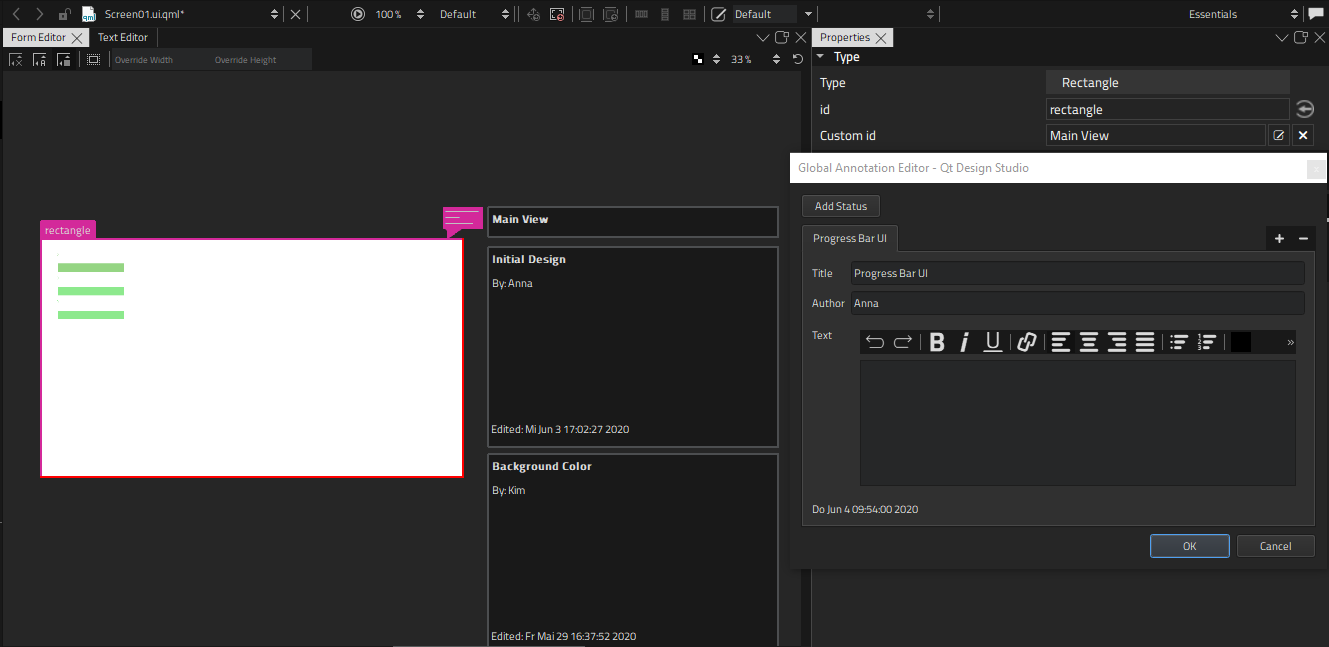 Screen01.ui.qml*
100 %
Default
Default
Essentials
Form Editor
Text Editor
Properties
Override Width
Override Height
33 %
Type
Type
Rectangle
id
rectangle
Custom id
Main View
rectangle
Main View
Initial Design
By: Anna
Edited: Mi Jun 3 17:02:27 2020
Background Color
By: Kim
Edited: Fr Mai 29 16:37:52 2020
Global Annotation Editor - Qt Design Studio
Add Status
Progress Bar UI
Title
Progress Bar UI
Author
Anna
Text
Do Jun 4 09:54:00 2020
OK
Cancel